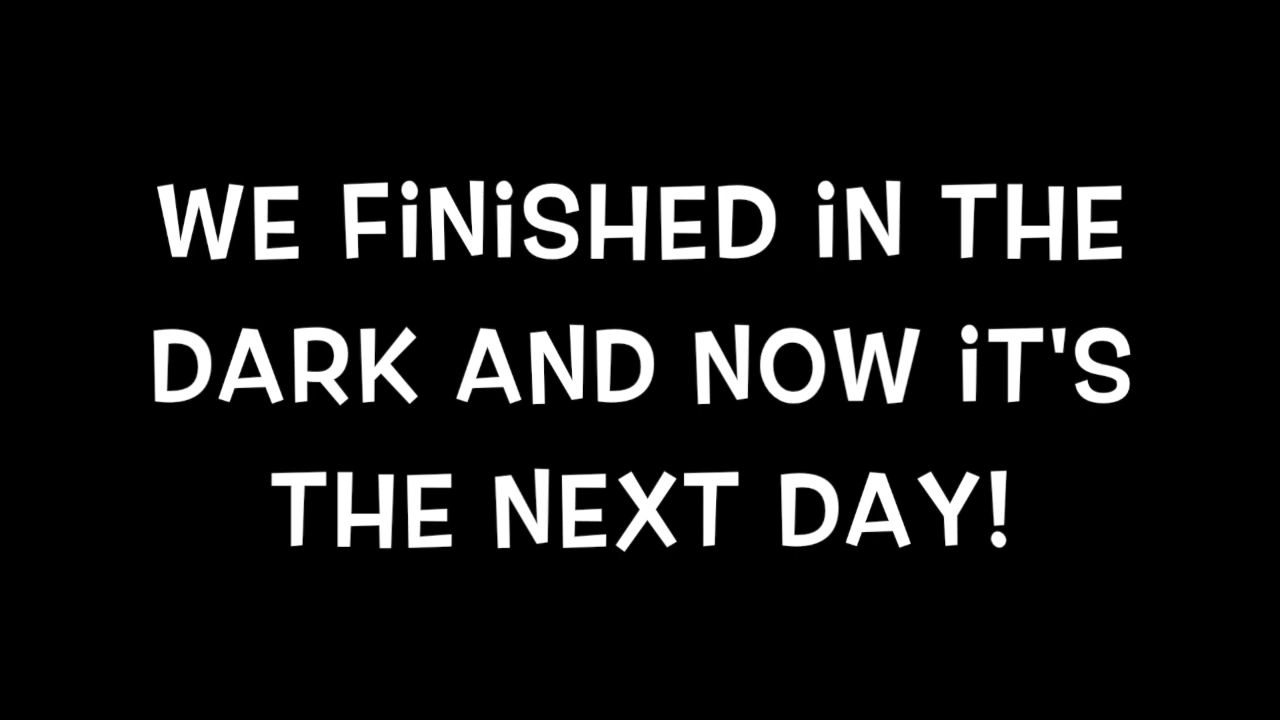 WE FiNiSHED iN THE
DARK AND NOW iT'S
THE NEXT DAY!